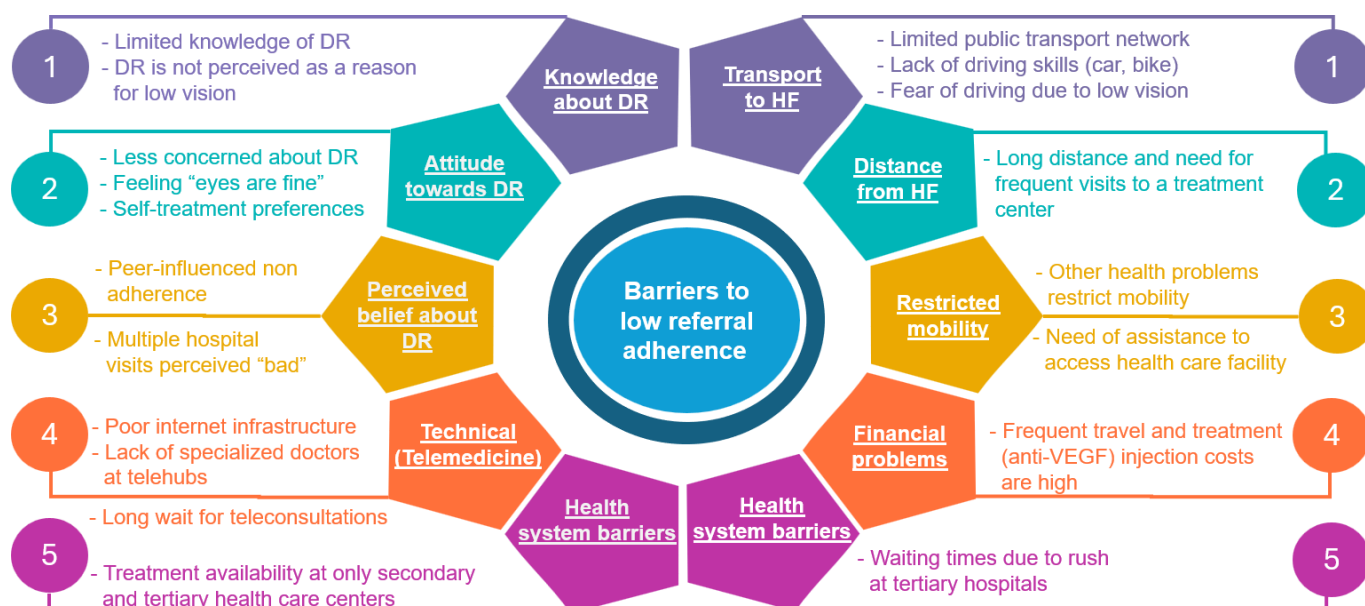 1
- Limited knowledge of DR
- DR is not perceived as a reason
for low vision
Knowledge
about DR
2
- Less concerned about DR
- Feeling “eyes are fine”
- Self-treatment preferences
Attitude
towards DR
3
- Peer-influenced non
adherence
- Multiple hospital
visits perceived “bad”
Perceived
belief about
DR
4
- Poor internet infrastructure
- Lack of specialized doctors
at telehubs
- Long wait for teleconsultations
Technical
(Telemedicine)
5
- Treatment availability at only secondary
and tertiary health care centers
Health
system barriers
Barriers to
low referral
adherence
Transport
to HF
- Limited public transport network
- Lack of driving skills (car, bike)
- Fear of driving due to low vision
1
Distance
from HF
- Long distance and need for
frequent visits to a treatment
center
2
Restricted
mobility
- Other health problems
restrict mobility
- Need of assistance to
access health care facility
3
Financial
problems
- Frequent travel and treatment
(anti-VEGF) injection costs
are high
4
Health
system barriers
- Waiting times due to rush
at tertiary hospitals
5